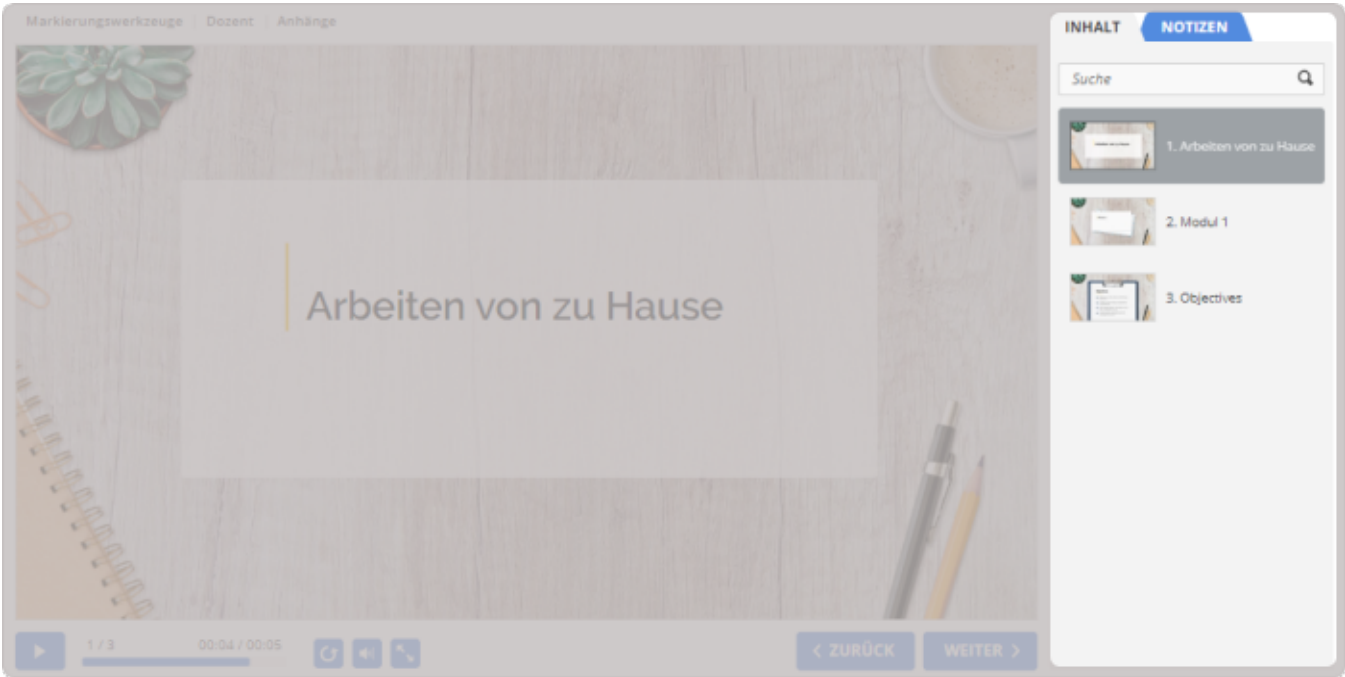 Markierungswerkzeuge | Dozent | Anhänge
Arbeiten von zu Hause
1 / 3
00:04 / 00:05
< ZURÜCK
WEITER >
INHALT
NOTIZEN
Suche
1. Arbeiten von zu Hause
2. Modul 1
3. Objectives